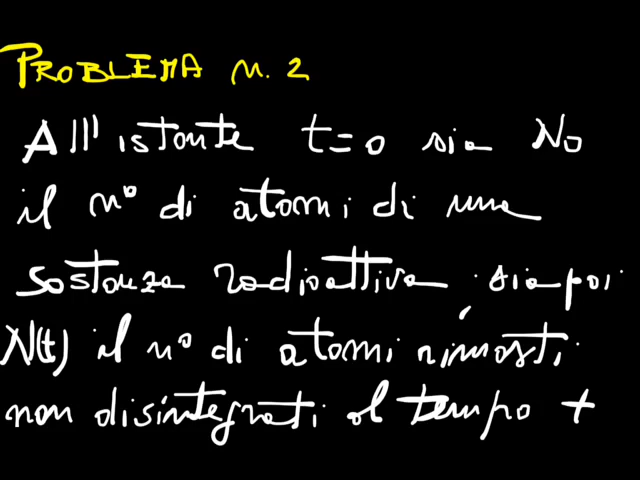 PROBLEMA n. 2
All'istante t=0 sia No
il n° di atomi di una
sostanza radioattiva; sia poi
N(t) il n° di atomi rimasti
non disintegrati al tempo t